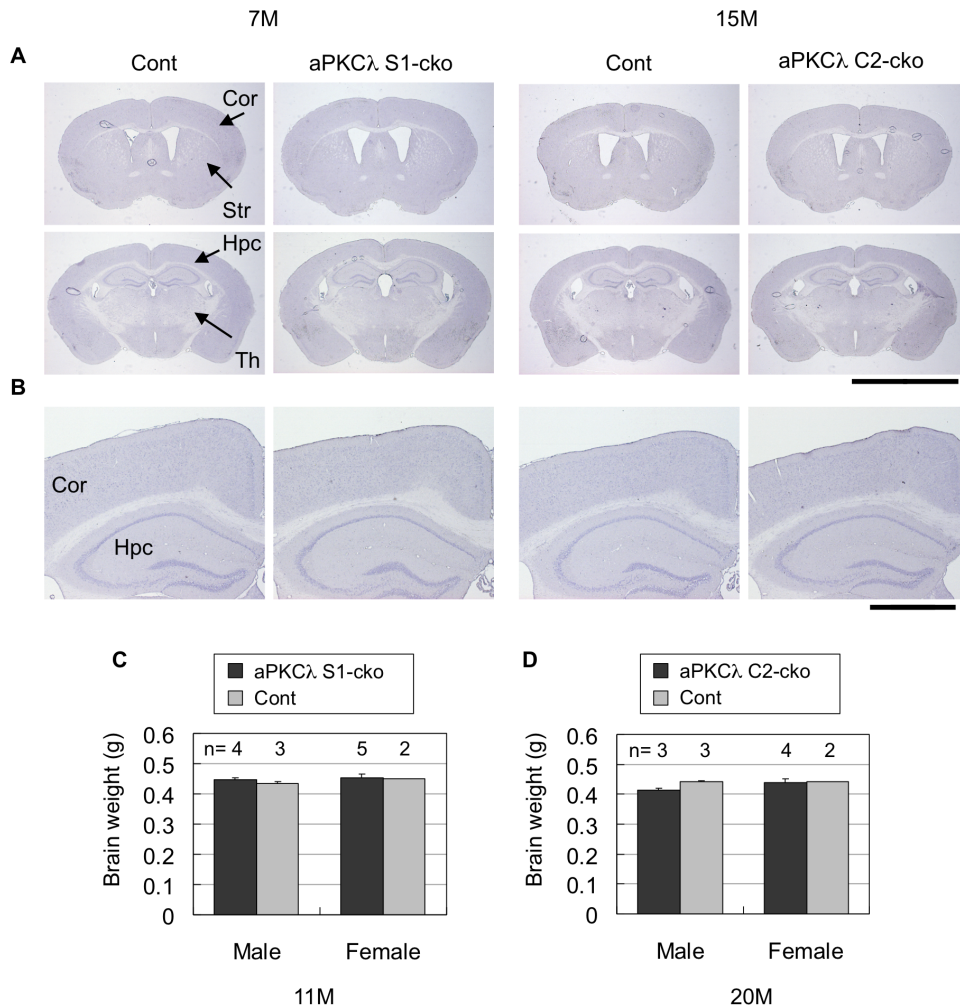 7M 15M
A
Cont aPKCλ S1-cko Cont aPKCλ C2-cko
Cor
Str
Hpc
Th
B
Cor
Hpc
C
aPKCλ S1-cko
Cont
Brain weight (g)
0.6
0.5
0.4
0.3
0.2
0.1
0
n= 4 3 5 2
Male Female
11M
D
aPKCλ C2-cko
Cont
Brain weight (g)
0.6
0.5
0.4
0.3
0.2
0.1
0
n= 3 3 4 2
Male Female
20M